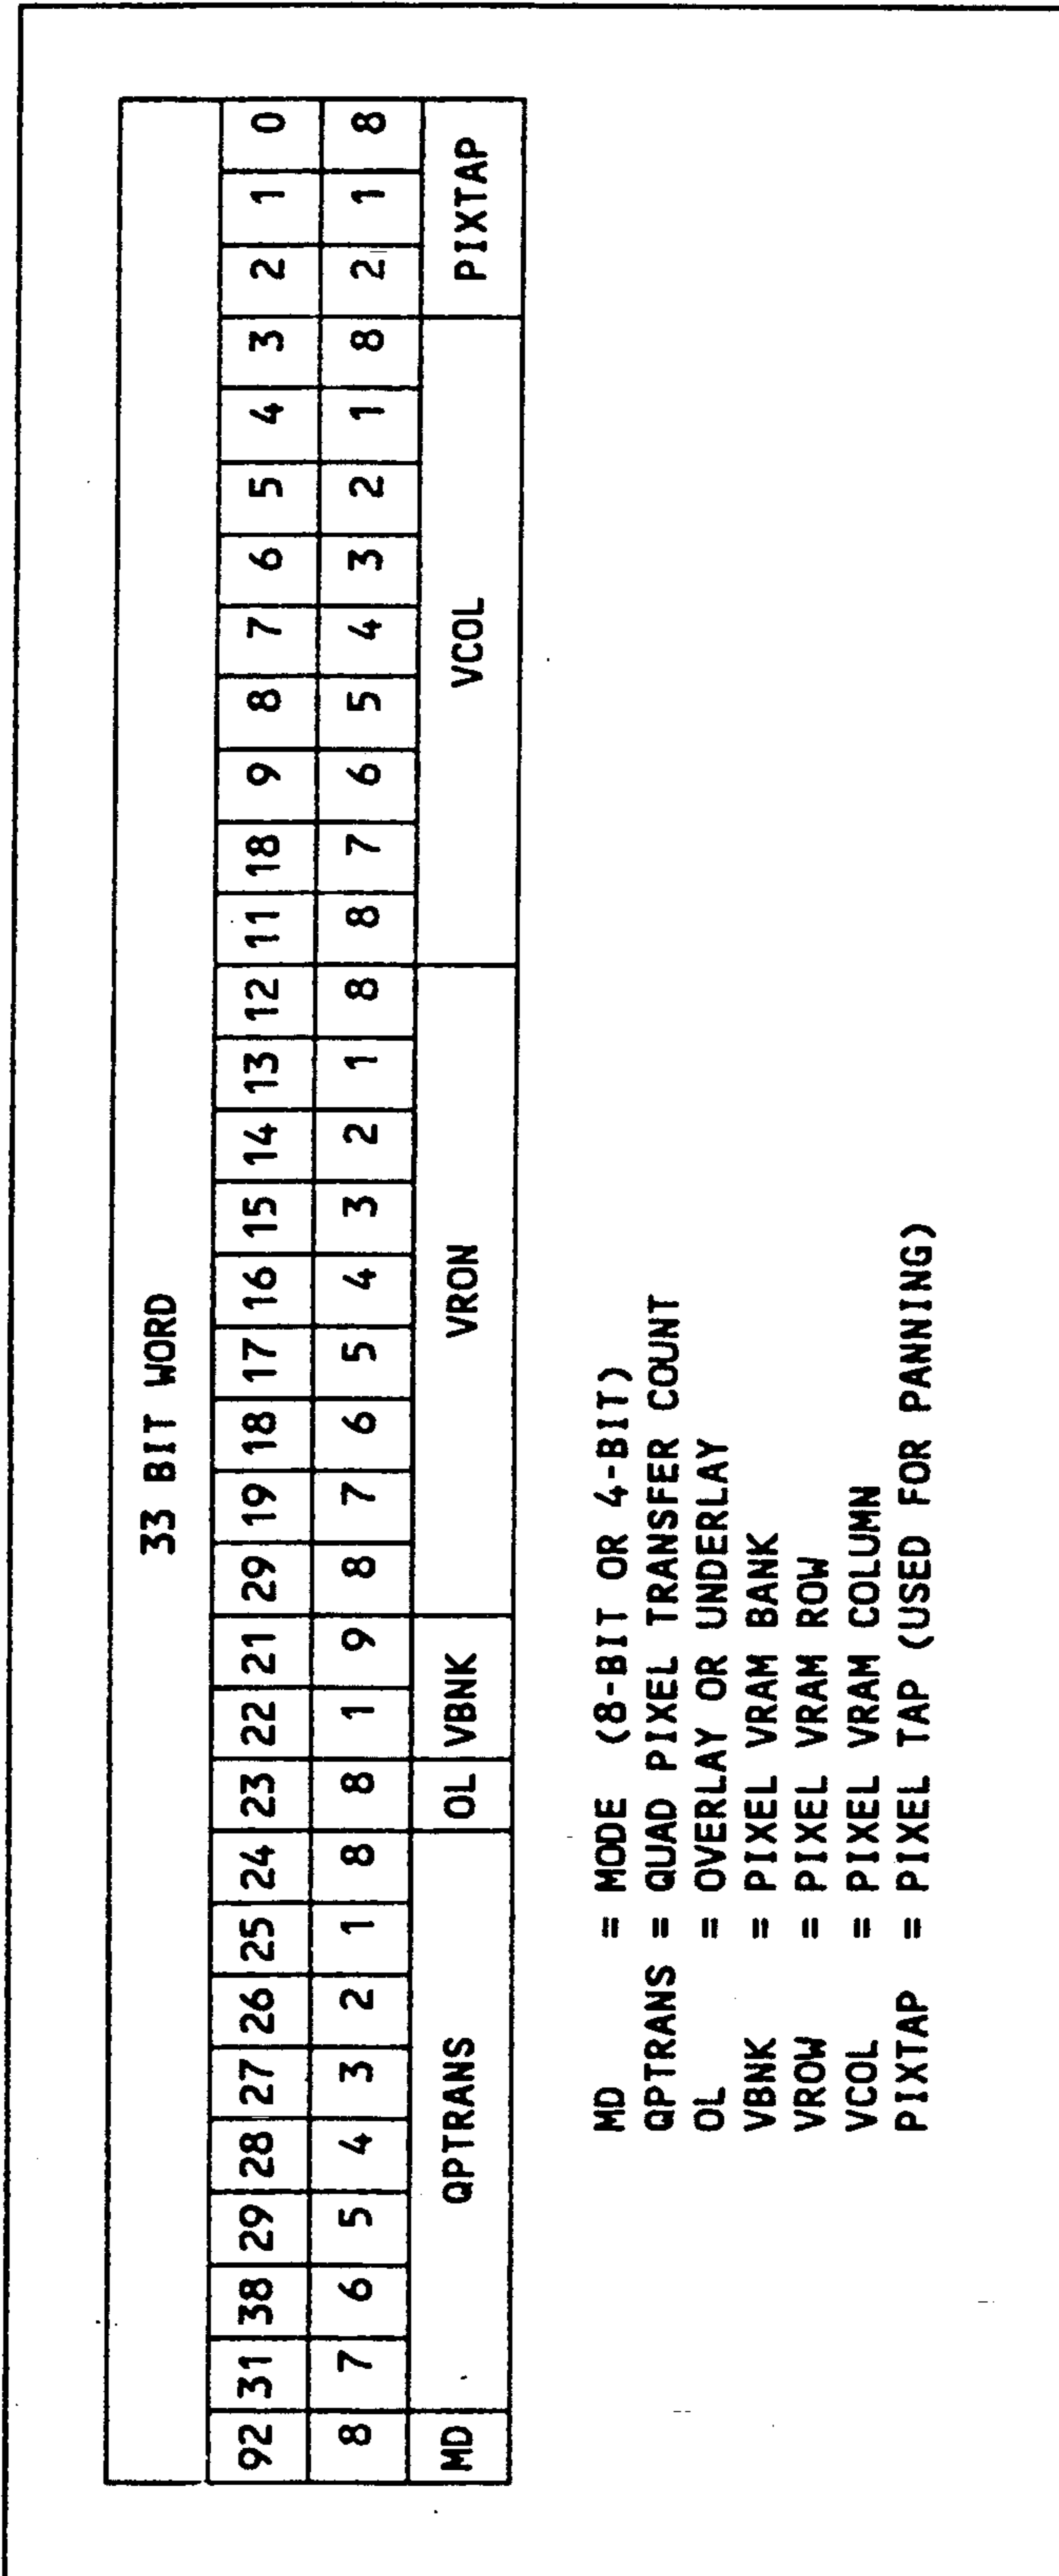 33 BIT WORD
92 31 38 29 28 27 26 25 24 23 22 21 29 19 18 17 16 15 14 13 12 11 18 9 8 7 6 5 4 3 2 1 0
8 7 6 5 4 3 2 1 8 8 1 9 8 7 6 5 4 3 2 1 8 8 7 6 5 4 3 2 1 8 2 1 8
MD QPTRANS OL VBNK VRON VCOL PIXTAP
MD = MODE (8-BIT OR 4-BIT)
QPTRANS = QUAD PIXEL TRANSFER COUNT
OL = OVERLAY OR UNDERLAY
VBNK = PIXEL VRAM BANK
VROW = PIXEL VRAM ROW
VCOL = PIXEL VRAM COLUMN
PIXTAP = PIXEL TAP (USED FOR PANNING)